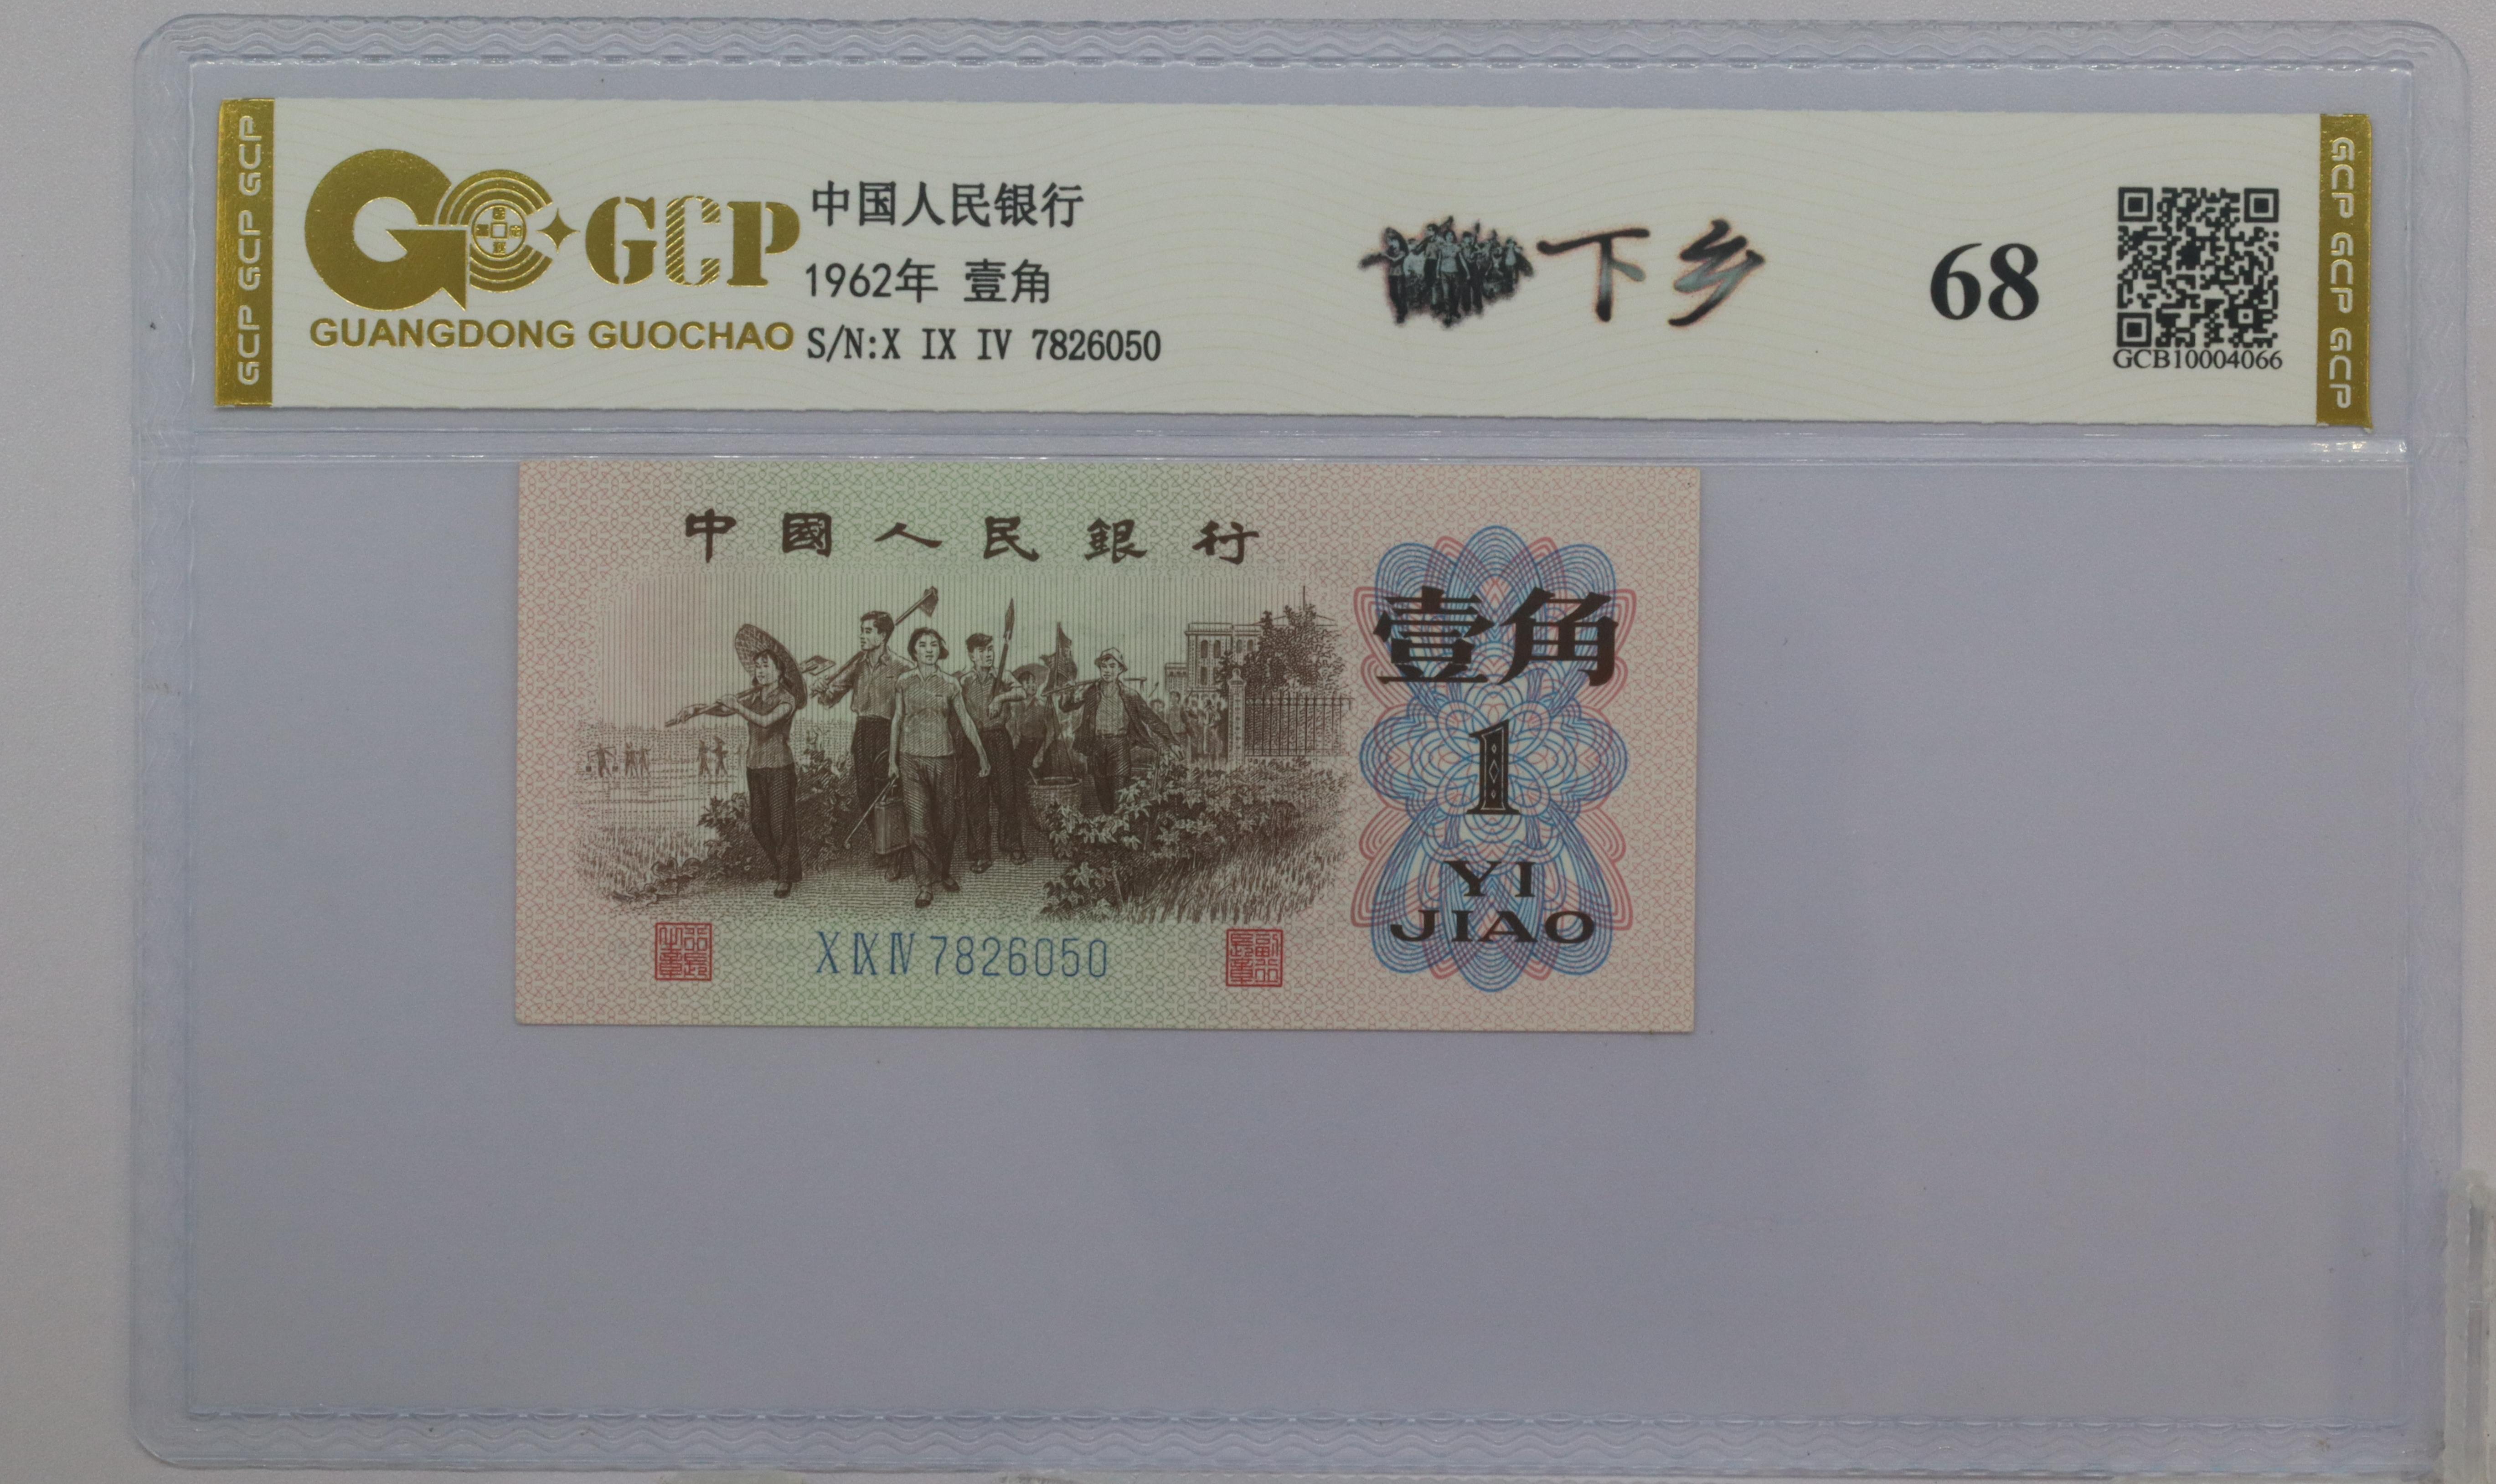 GCP GCP GCP
GCP
GUANGDONG GUOCHAO
中国人民银行
1962年 壹角
S/N:X IX IV 7826050
下乡
68
GCB10004066
GCP GCP GCP
中國人民銀行
壹角
1
YI
JIAO
X IX IV 7826050